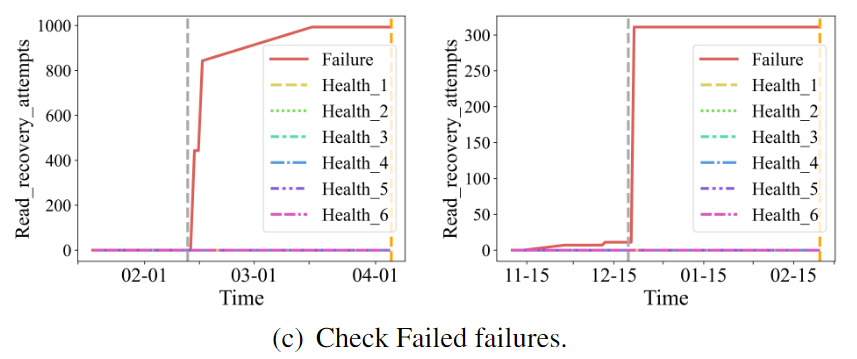 Read_recovery_attempts
1000
800
600
400
200
0
Failure
Health_1
Health_2
Health_3
Health_4
Health_5
Health_6
02-01
03-01
04-01
Time
Read_recovery_attempts
300
250
200
150
100
50
0
Failure
Health_1
Health_2
Health_3
Health_4
Health_5
Health_6
11-15
12-15
01-15
02-15
Time
(c) Check Failed failures.